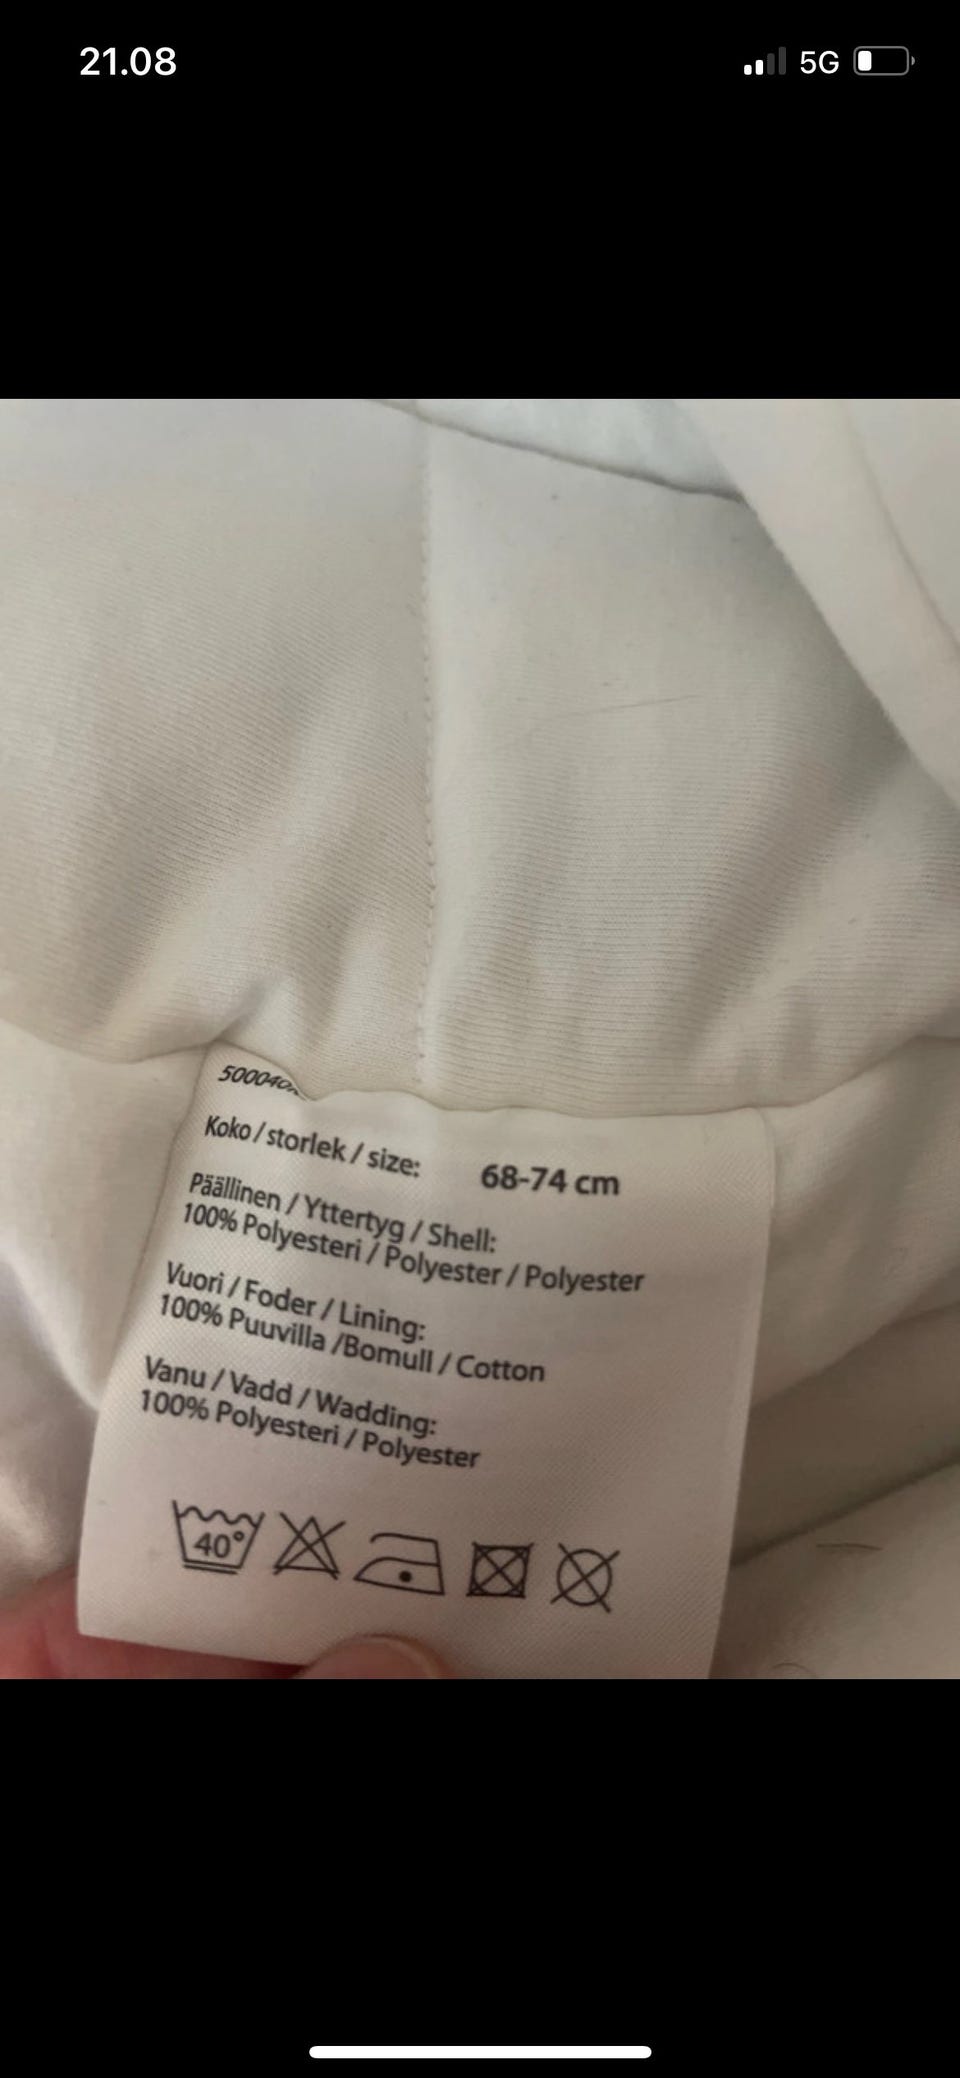 21.08
5G
Koko / storlek / size: 68-74 cm
Päällinen / Yttertyg / Shell:
100% Polyesteri / Polyester / Polyester
Vuori / Foder / Lining:
100% Puuvilla /Bomull / Cotton
Vanu / Vadd / Wadding:
100% Polyesteri / Polyester
40°